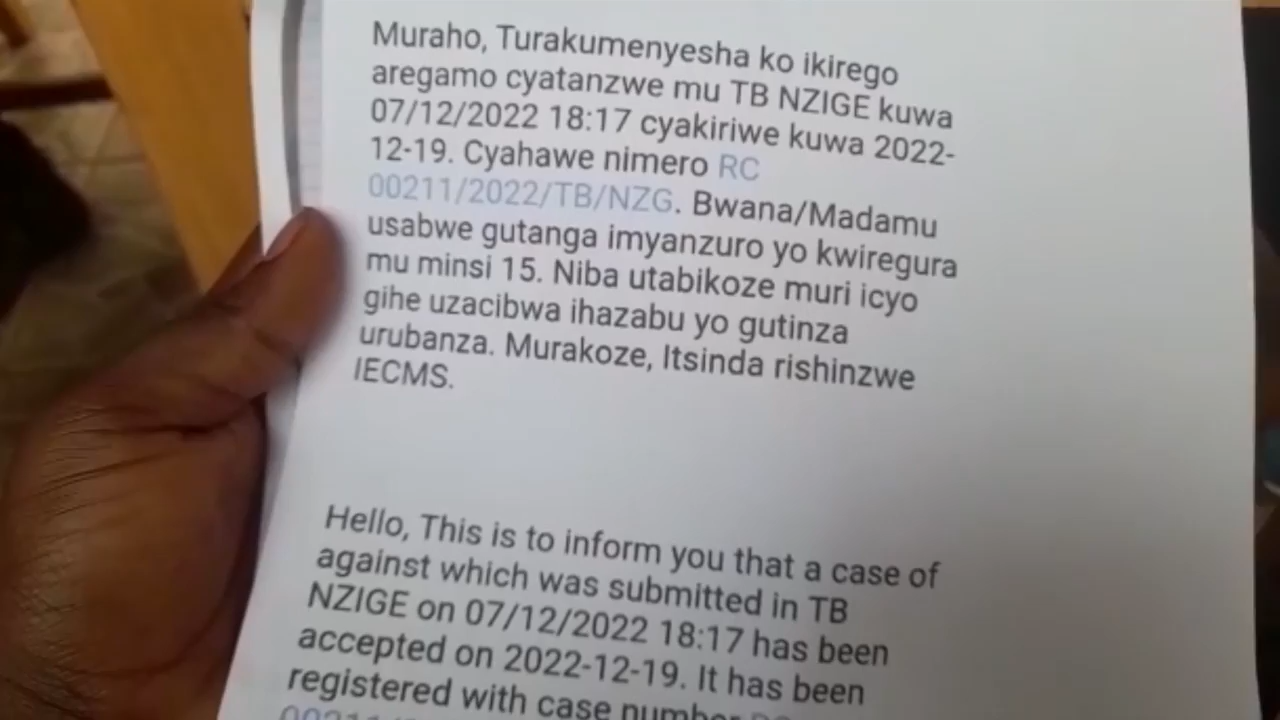 Muraho, Turakumenyesha ko ikirego
aregamo cyatanzwe mu TB NZIGE kuwa
07/12/2022 18:17 cyakiriwe kuwa 2022-
12-19. Cyahawe nimero RC
00211/2022/TB/NZG. Bwana/Madamu
usabwe gutanga imyanzuro yo kwiregura
mu minsi 15. Niba utabikoze muri icyo
gihe uzacibwa ihazabu yo gutinza
urubanza. Murakoze, Itsinda rishinzwe
IECMS.
Hello, This is to inform you that a case of
against which was submitted in TB
NZIGE on 07/12/2022 18:17 has been
accepted on 2022-12-19. It has been
registered with case number